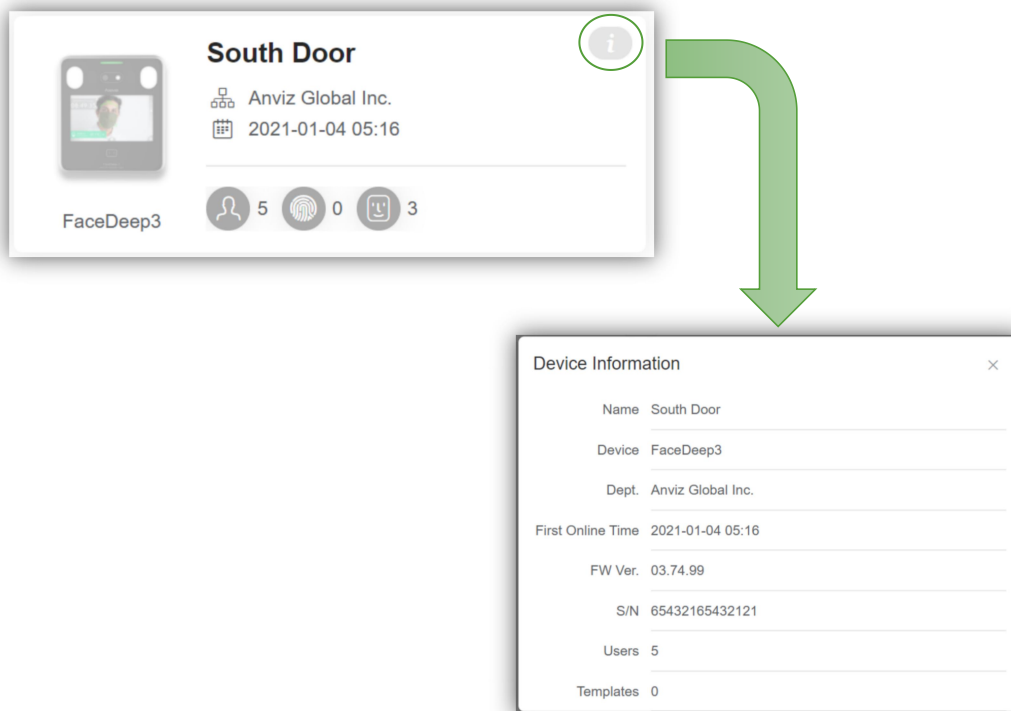 South Door
i
Anviz Global Inc.
2021-01-04 05:16
FaceDeep3
5 0 3
Device Information
Name South Door
Device FaceDeep3
Dept. Anviz Global Inc.
First Online Time 2021-01-04 05:16
FW Ver. 03.74.99
S/N 65432165432121
Users 5
Templates 0